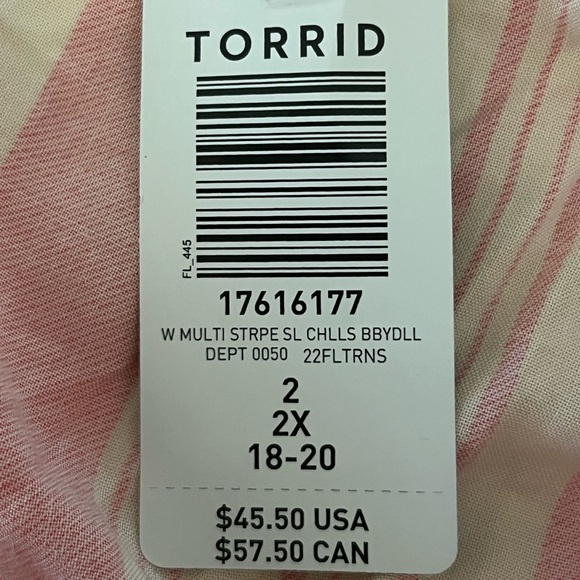 TORRID
FL_445
17616177
W MULTI STRPE SL CHLLS BBYDLL
DEPT 0050 22FLTRNS
2
2X
18-20
$45.50 USA
$57.50 CAN